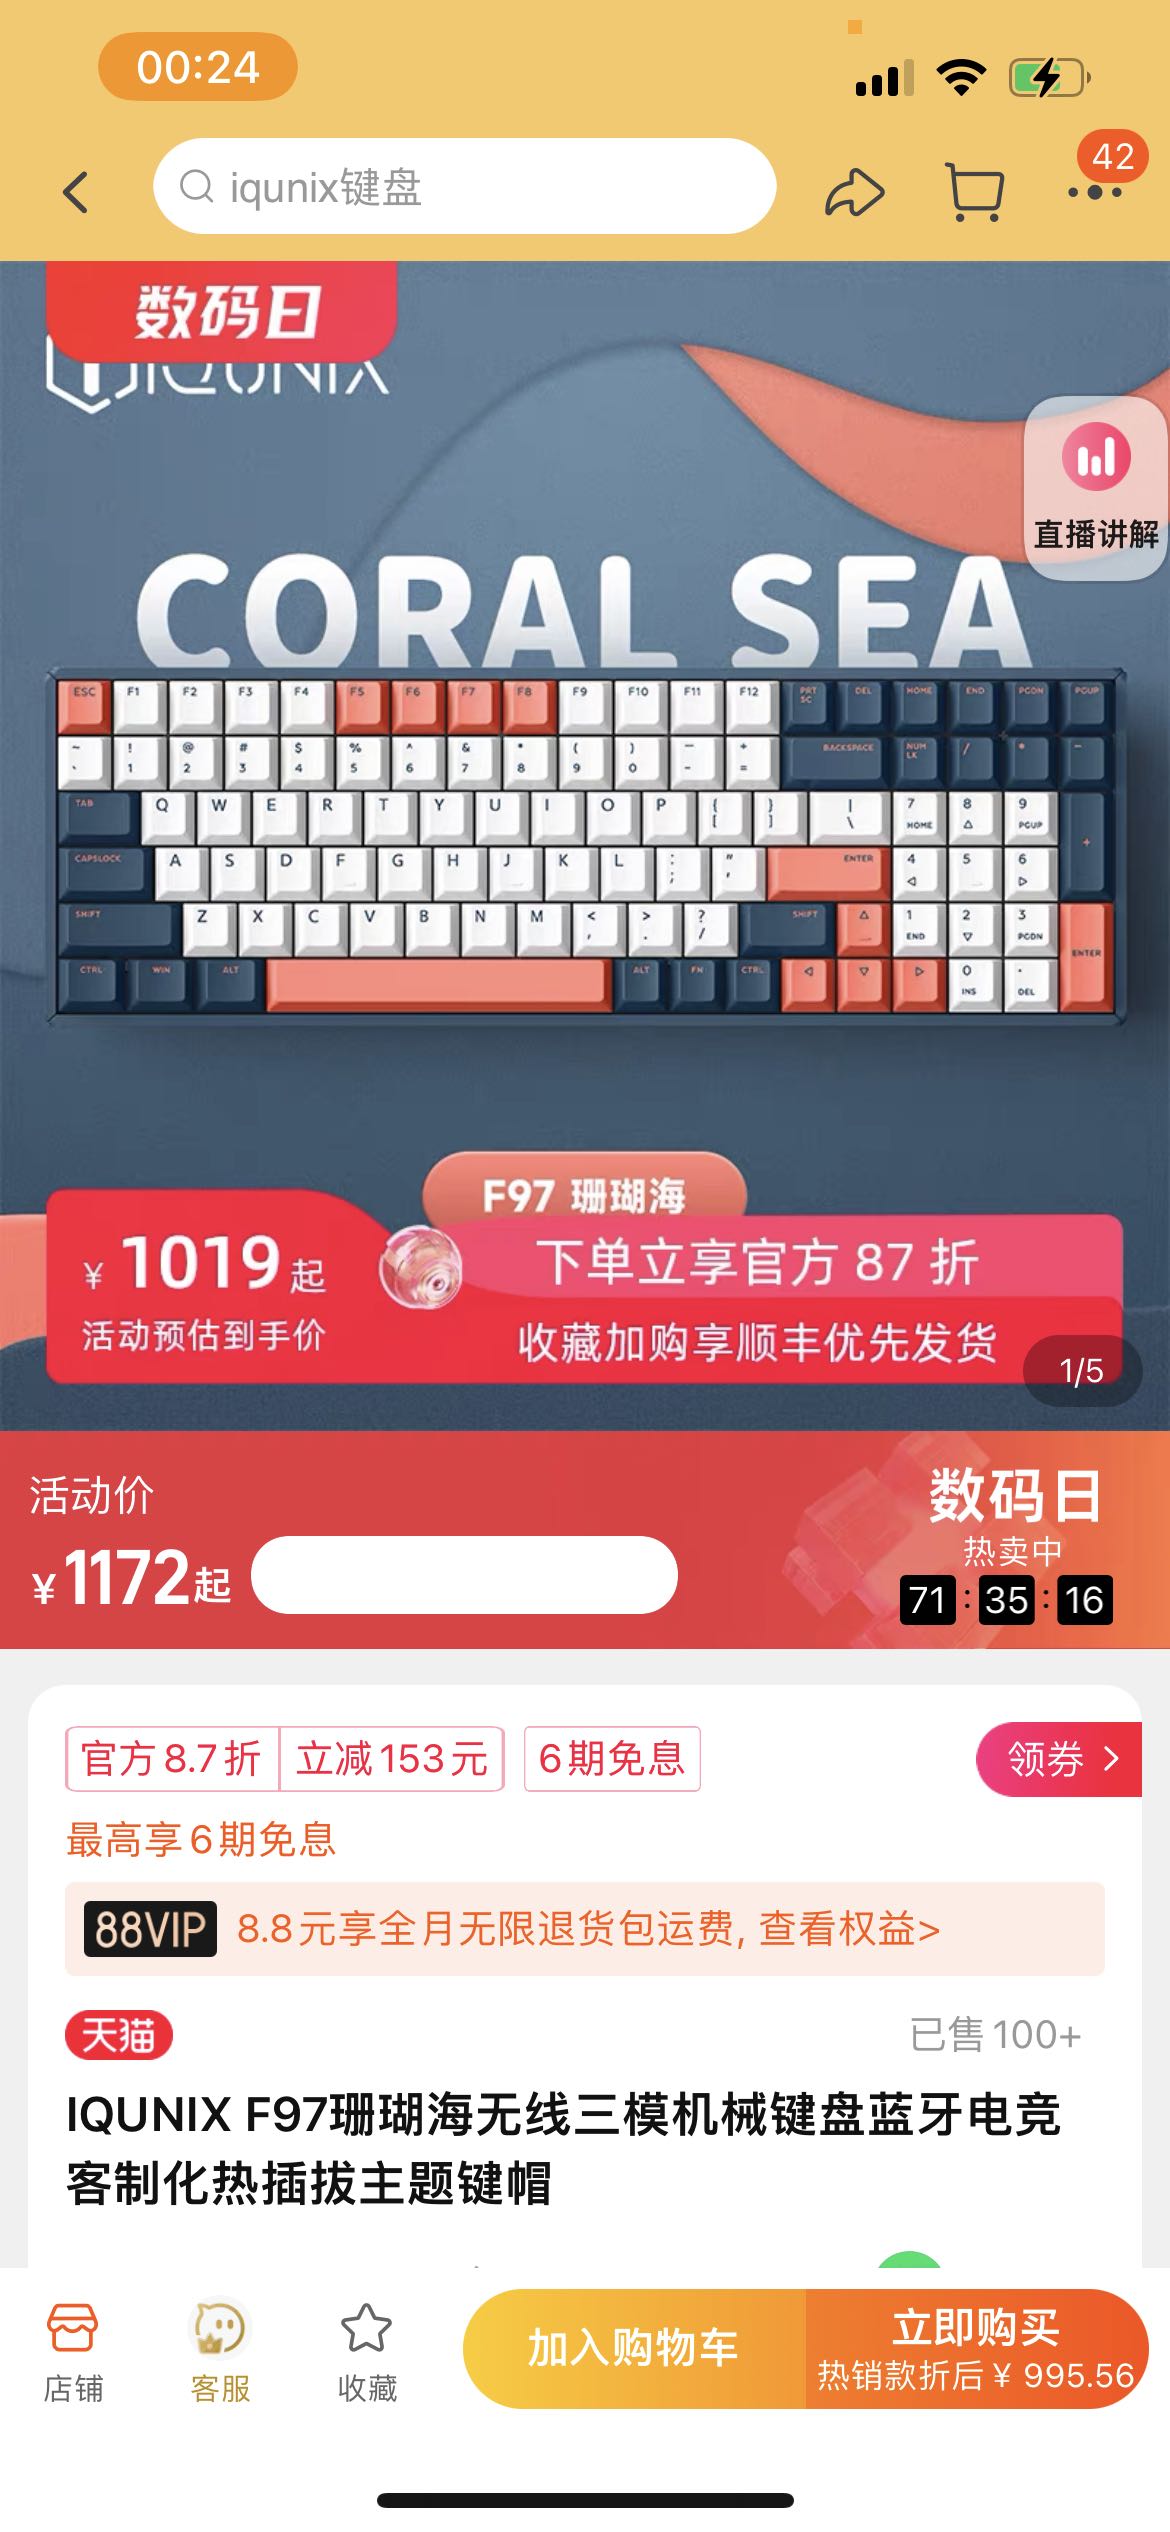 00:24
iqunix键盘
42
数码日
IQUNIX
直播讲解
CORAL SEA
ESC F1 F2 F3 F4 F5 F6 F7 F8 F9 F10 F11 F12 PRT SC DEL HOME END PGDN PGUP
~ ! @ # $ % ^ & * ( ) — + BACKSPACE NUM LK / * -
` 1 2 3 4 5 6 7 8 9 0 - =
TAB Q W E R T Y U I O P { [ } ] | \ 7 HOME 8 △ 9 PGUP +
CAPSLOCK A S D F G H J K L : ; " ' ENTER 4 ◁ 5 6 ▷
SHIFT Z X C V B N M < , > . ? / SHIFT △ 1 END 2 ▽ 3 PGDN ENTER
CTRL WIN ALT ALT FN CTRL ◁ ▽ ▷ 0 INS . DEL
F97 珊瑚海
¥ 1019 起
活动预估到手价
下单立享官方 87 折
收藏加购享顺丰优先发货
1/5
活动价
¥1172起
数码日
热卖中
71:35:16
官方8.7折 立减153元 6期免息
领券 >
最高享6期免息
88VIP 8.8元享全月无限退货包运费, 查看权益>
天猫
已售100+
IQUNIX F97珊瑚海无线三模机械键盘蓝牙电竞
客制化热插拔主题键帽
店铺
客服
收藏
加入购物车
立即购买
热销款折后¥ 995.56